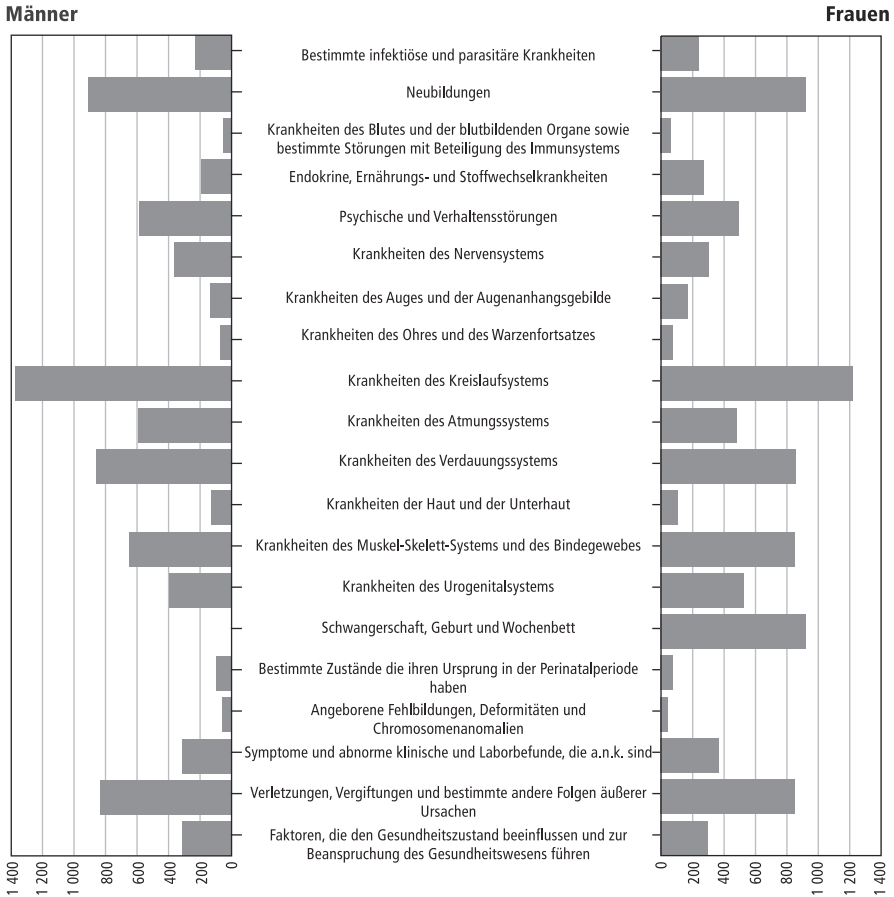 Männer
Frauen
Bestimmte infektiöse und parasitäre Krankheiten
Neubildungen
Krankheiten des Blutes und der blutbildenden Organe sowie
bestimmte Störungen mit Beteiligung des Immunsystems
Endokrine, Ernährungs- und Stoffwechselkrankheiten
Psychische und Verhaltensstörungen
Krankheiten des Nervensystems
Krankheiten des Auges und der Augenanhangsgebilde
Krankheiten des Ohres und des Warzenfortsatzes
Krankheiten des Kreislaufsystems
Krankheiten des Atmungssystems
Krankheiten des Verdauungssystems
Krankheiten der Haut und der Unterhaut
Krankheiten des Muskel-Skelett-Systems und des Bindegewebes
Krankheiten des Urogenitalsystems
Schwangerschaft, Geburt und Wochenbett
Bestimmte Zustände die ihren Ursprung in der Perinatalperiode
haben
Angeborene Fehlbildungen, Deformitäten und
Chromosomenanomalien
Symptome und abnorme klinische und Laborbefunde, die a.n.k. sind
Verletzungen, Vergiftungen und bestimmte andere Folgen äußerer
Ursachen
Faktoren, die den Gesundheitszustand beeinflussen und zur
Beanspruchung des Gesundheitswesens führen
1 400
1 200
1 000
800
600
400
200
0
0
200
400
600
800
1 000
1 200
1 400